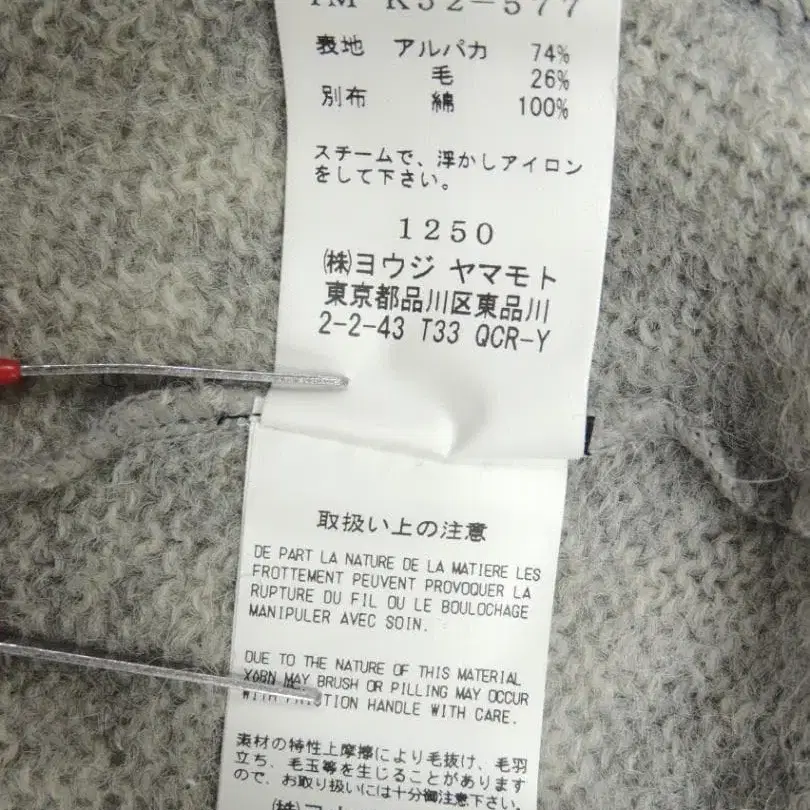 K52-577
表地 アルパカ 74%
毛 26%
別布 綿 100%
スチームで、浮かしアイロン
をして下さい。
1250
(株)ヨウジ ヤマモト
東京都品川区東品川
2-2-43 T33 QCR-Y
取扱い上の注意
DE PART LA NATURE DE LA MATIERE LES
FROTTEMENT PEUVENT PROVOQUER LA
RUPTURE DU FIL OU LE BOULOCHAGE
MANIPULER AVEC SOIN.
DUE TO THE NATURE OF THIS MATERIAL
MAY BRUSH OR PILLING MAY OCCUR
HANDLE WITH CARE.
素材の特性上摩擦により毛抜け、毛羽
立ち、毛玉等を生じることがあります
ので、お取り扱いには十分御注意下さい。